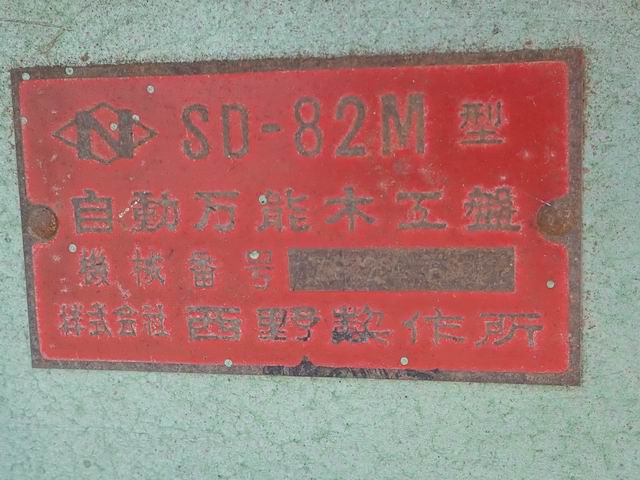 N SD-82M型
自動万能木工盤
機械番号
株式会社 西野製作所